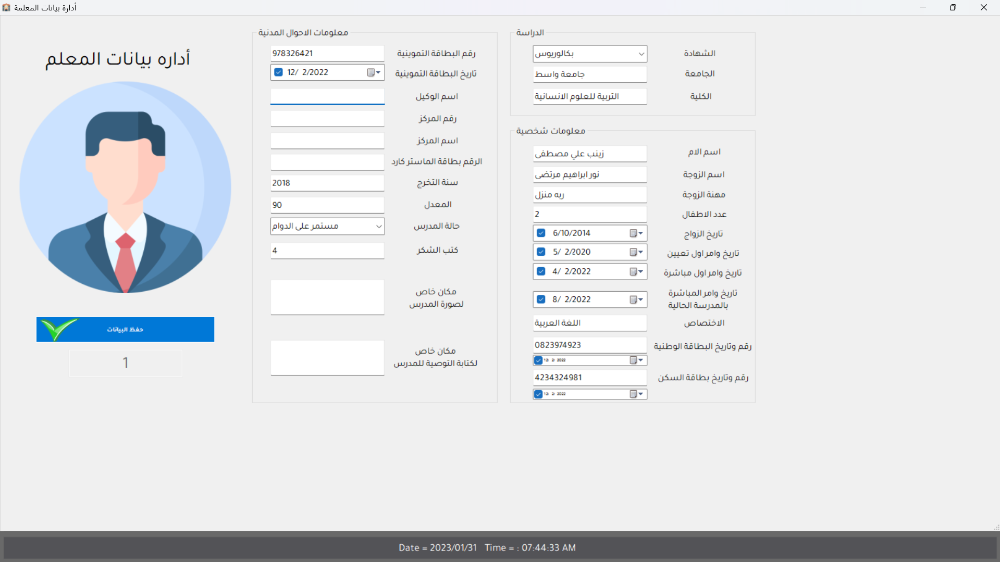 أدارة بيانات المعلمة
أداره بيانات المعلم
حفظ البيانات
1
الدراسة
الشهادة
بكالوريوس
الجامعة
جامعة واسط
الكلية
التربية للعلوم الانسانية
معلومات شخصية
اسم الام
زينب علي مصطفى
اسم الزوجة
نور ابراهيم مرتضى
مهنة الزوجة
ربه منزل
عدد الاطفال
2
تاريخ الزواج
6/10/2014
تاريخ وامر اول تعيين
5/ 2/2020
تاريخ وامر اول مباشرة
4/ 2/2022
تاريخ وامر المباشرة
بالمدرسة الحالية
8/ 2/2022
الاختصاص
اللغة العربية
رقم وتاريخ البطاقة الوطنية
0823974923
12/ 2/ 2022
رقم وتاريخ بطاقة السكن
4234324981
12/ 2/ 2022
معلومات الاحوال المدنية
رقم البطاقة التموينية
978326421
تاريخ البطاقة التموينية
12/ 2/2022
اسم الوكيل
رقم المركز
اسم المركز
الرقم بطاقة الماستر كارد
سنة التخرج
2018
المعدل
90
حالة المدرس
مستمر على الدوام
كتب الشكر
4
مكان خاص
لصورة المدرس
مكان خاص
لكتابة التوصية للمدرس
Date = 2023/01/31 Time = : 07:44:33 AM